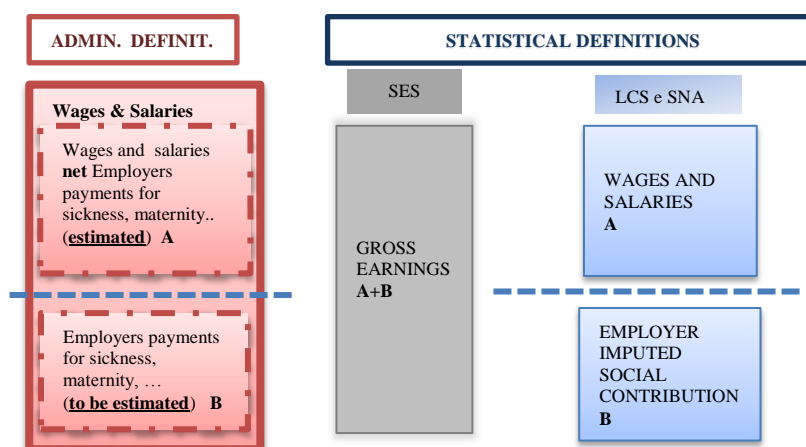 ADMIN. DEFINIT.
STATISTICAL DEFINITIONS
Wages & Salaries
Wages and salaries
net Employers
payments for
sickness, maternity..
(estimated) A
Employers payments
for sickness,
maternity, …
(to be estimated) B
SES
GROSS
EARNINGS
A+B
LCS e SNA
WAGES AND
SALARIES
A
EMPLOYER
IMPUTED
SOCIAL
CONTRIBUTION
B